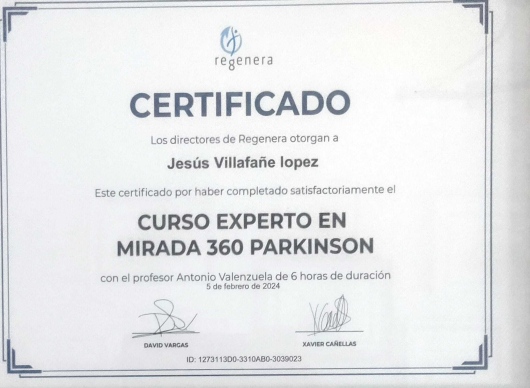 regenera
CERTIFICADO
Los directores de Regenera otorgan a
Jesús Villafañe lopez
Este certificado por haber completado satisfactoriamente el
CURSO EXPERTO EN
MIRADA 360 PARKINSON
con el profesor Antonio Valenzuela de 6 horas de duración
5 de febrero de 2024
DAVID VARGAS
XAVIER CAÑELLAS
ID: 1273113D0-3310AB0-3039023